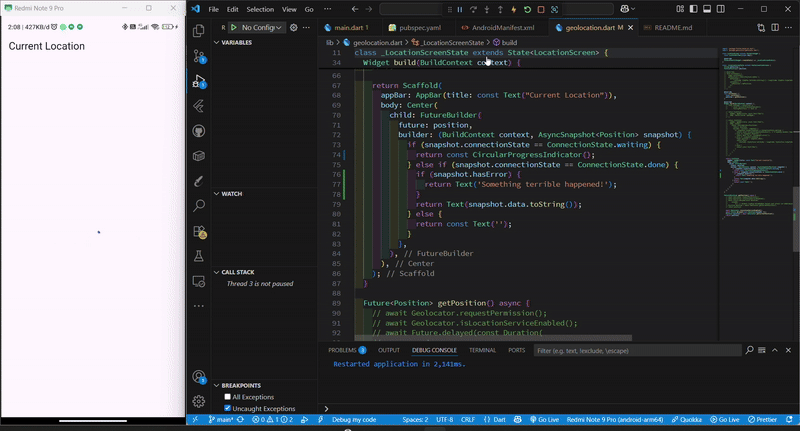 Redmi Note 9 Pro
2:08 | 427KB/d
Current Location
File Edit Selection View Go
R No Config
VARIABLES
WATCH
CALL STACK
Thread 3 is not paused
BREAKPOINTS
All Exceptions
Uncaught Exceptions
main.dart 1
pubspec.yaml
AndroidManifest.xml
geolocation.dart M
README.md
lib > geolocation.dart > _LocationScreenState > build
11 class _LocationScreenState extends State<LocationScreen> {
34 Widget build(BuildContext context) {
66
67 return Scaffold(
68 appBar: AppBar(title: const Text("Current Location")),
69 body: Center(
70 child: FutureBuilder(
71 future: position,
72 builder: (BuildContext context, AsyncSnapshot<Position> snapshot) {
73 if (snapshot.connectionState == ConnectionState.waiting) {
74 return const CircularProgressIndicator();
75 } else if (snapshot.connectionState == ConnectionState.done) {
76 if (snapshot.hasError) {
77 return Text('Something terrible happened!');
78 }
79 return Text(snapshot.data.toString());
80 } else {
81 return const Text('');
82 }
83 },
84 ), // FutureBuilder
85 ), // Center
86 ); // Scaffold
87 }
88
89 Future<Position> getPosition() async {
90 // await Geolocator.requestPermission();
91 // await Geolocator.isLocationServiceEnabled();
92 // await Future.delayed(const Duration(
PROBLEMS 3 OUTPUT DEBUG CONSOLE TERMINAL PORTS Filter (e.g. text, !exclude, \escape)
Restarted application in 2,141ms.
main* 0 1 2 Debug my code Spaces: 2 UTF-8 CRLF {} Dart Go Live Redmi Note 9 Pro (android-arm64) Quokka Go Live Prettier